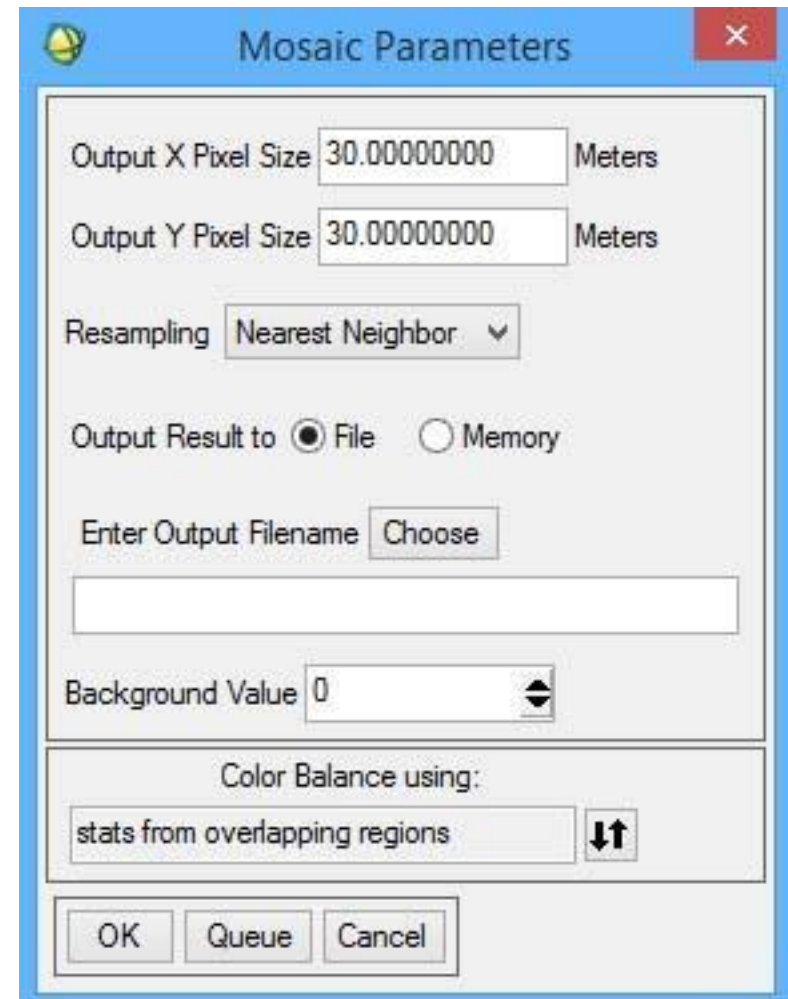 Mosaic Parameters
Output X Pixel Size 30.00000000 Meters
Output Y Pixel Size 30.00000000 Meters
Resampling Nearest Neighbor
Output Result to File Memory
Enter Output Filename Choose
Background Value 0
Color Balance using:
stats from overlapping regions
OK Queue Cancel